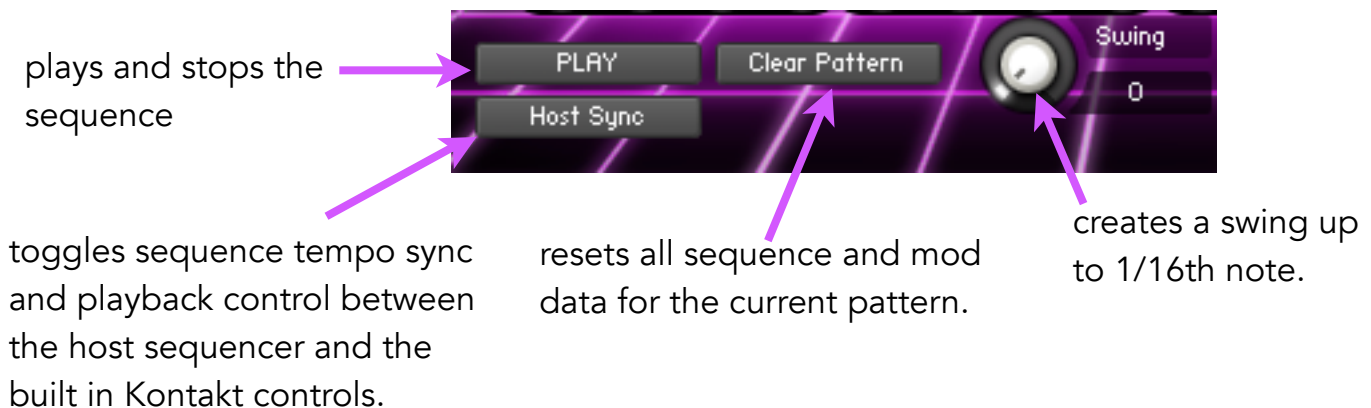 plays and stops the
sequence
PLAY
Clear Pattern
Swing
0
Host Sync
toggles sequence tempo sync
and playback control between
the host sequencer and the
built in Kontakt controls.
resets all sequence and mod
data for the current pattern.
creates a swing up
to 1/16th note.